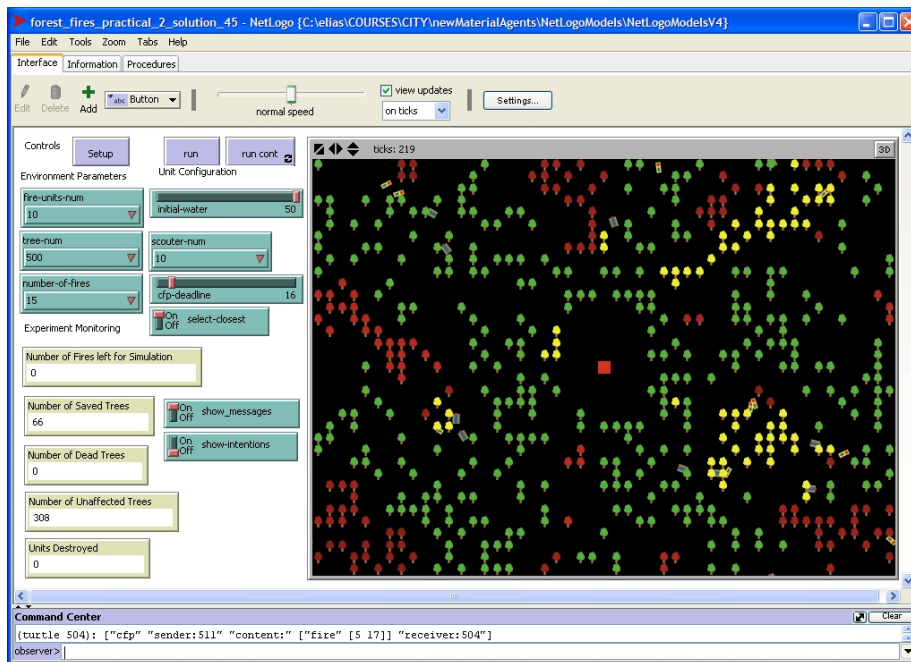 forest_fires_practical_2_solution_45 - NetLogo {C:\elias\COURSES\CITY\newMaterialAgents\NetLogoModels\NetLogoModelsV4}
File Edit Tools Zoom Tabs Help
Interface Information Procedures
Edit Delete Add abc Button normal speed view updates on ticks Settings...
Controls Setup run run cont ticks: 219 3D
Environment Parameters Unit Configuration
fire-units-num
10
initial-water 50
tree-num
500
scouter-num
10
number-of-fires
15
cfp-deadline 16
On
Off select-closest
Experiment Monitoring
Number of Fires left for Simulation
0
Number of Saved Trees
66
On
Off show_messages
On
Off show-intentions
Number of Dead Trees
0
Number of Unaffected Trees
308
Units Destroyed
0
Command Center Clear
(turtle 504): ["cfp" "sender:511" "content:" ["fire" [5 17]] "receiver:504"]
observer>